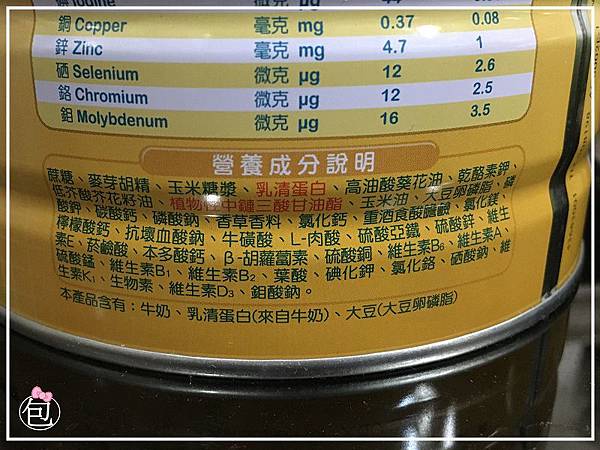 碘 Iodine
銅 Copper 毫克 mg 0.37 0.08
鋅 Zinc 毫克 mg 4.7 1
硒 Selenium 微克 μg 12 2.6
鉻 Chromium 微克 μg 12 2.5
鉬 Molybdenum 微克 μg 16 3.5
營養成分說明
蔗糖、麥芽胡精、玉米糖漿、乳清蛋白、高油酸葵花油、乾酪素鈣、
低芥酸芥花籽油、植物性中鏈三酸甘油酯、玉米油、大豆卵磷脂、磷
酸鉀、碳酸鈣、磷酸鈉、香草香料、氯化鈣、重酒石酸膽鹼、氯化鎂、
檸檬酸鈣、抗壞血酸鈉、牛磺酸、L-肉酸、硫酸亞鐵、硫酸鋅、維生
素E、菸鹼酸、本多酸鈣、β-胡蘿蔔素、硫酸銅、維生素B6、維生素A、
硫酸錳、維生素B1、維生素B2、葉酸、碘化鉀、氯化鉻、硒酸鈉、維
生素K1、生物素、維生素D3、鉬酸鈉。
本產品含有：牛奶、乳清蛋白(來自牛奶)、大豆(大豆卵磷脂)
包